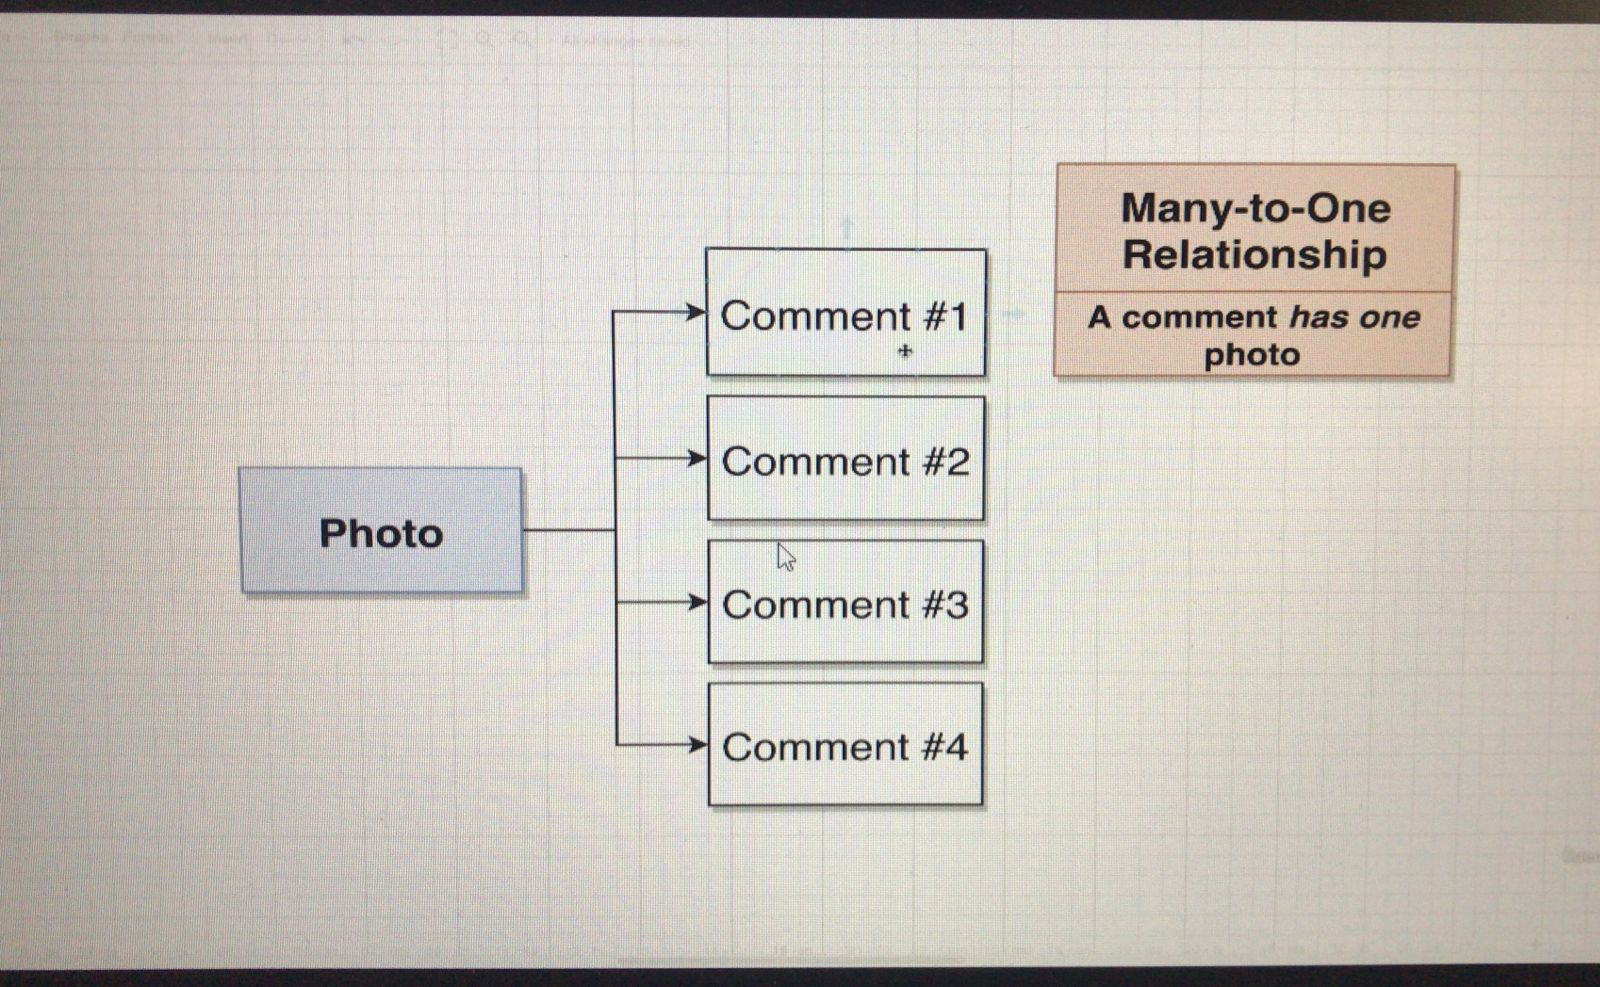 Many-to-One
Relationship
A comment has one
photo
Comment #1
Comment #2
Photo
Comment #3
Comment #4